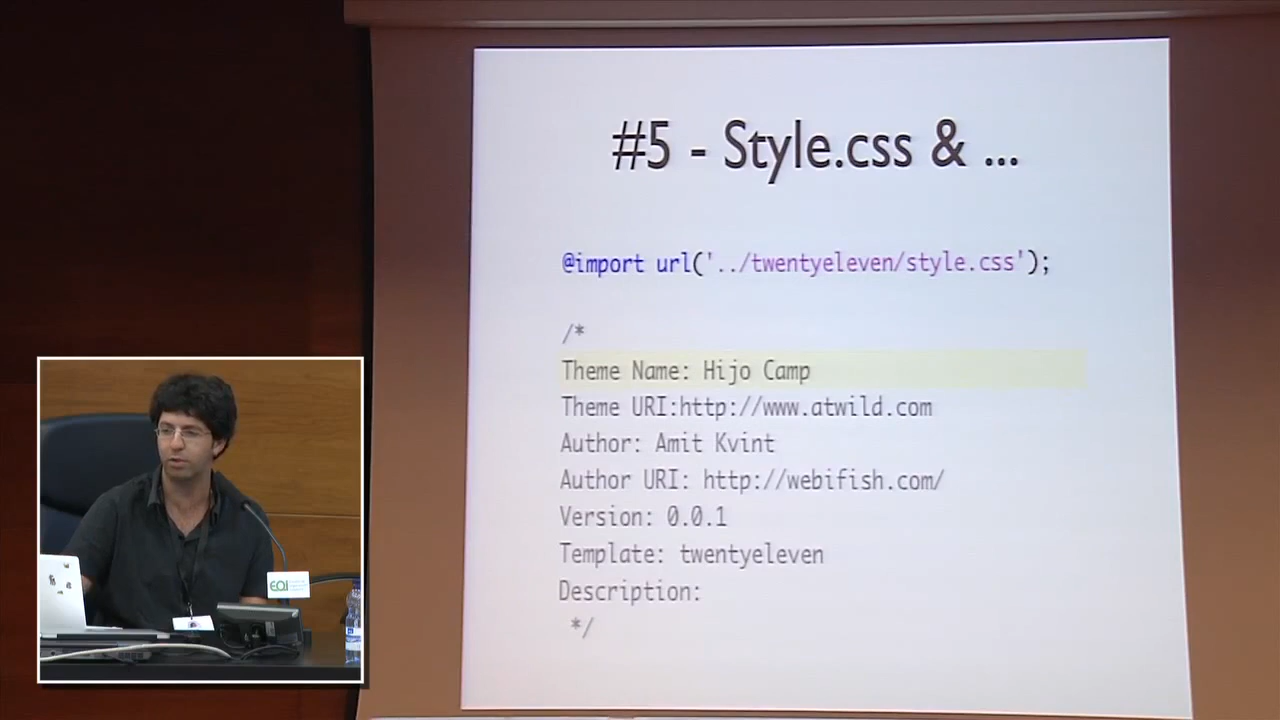 #5 - Style.css & ...
@import url('../twentyeleven/style.css');
/*
Theme Name: Hijo Camp
Theme URI:http://www.atwild.com
Author: Amit Kvint
Author URI: http://webifish.com/
Version: 0.0.1
Template: twentyeleven
Description:
*/
EOI